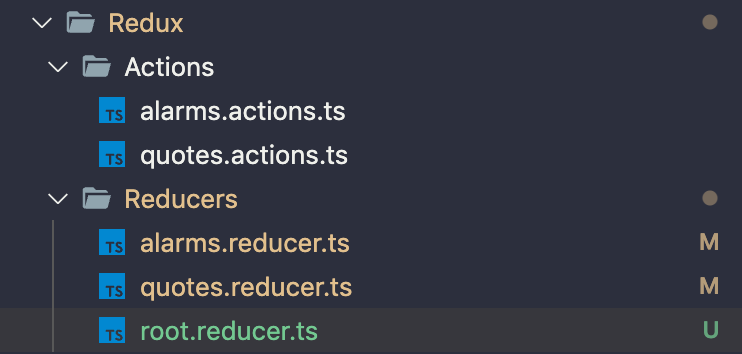 Redux
Actions
TS alarms.actions.ts
TS quotes.actions.ts
Reducers
TS alarms.reducer.ts M
TS quotes.reducer.ts M
TS root.reducer.ts U